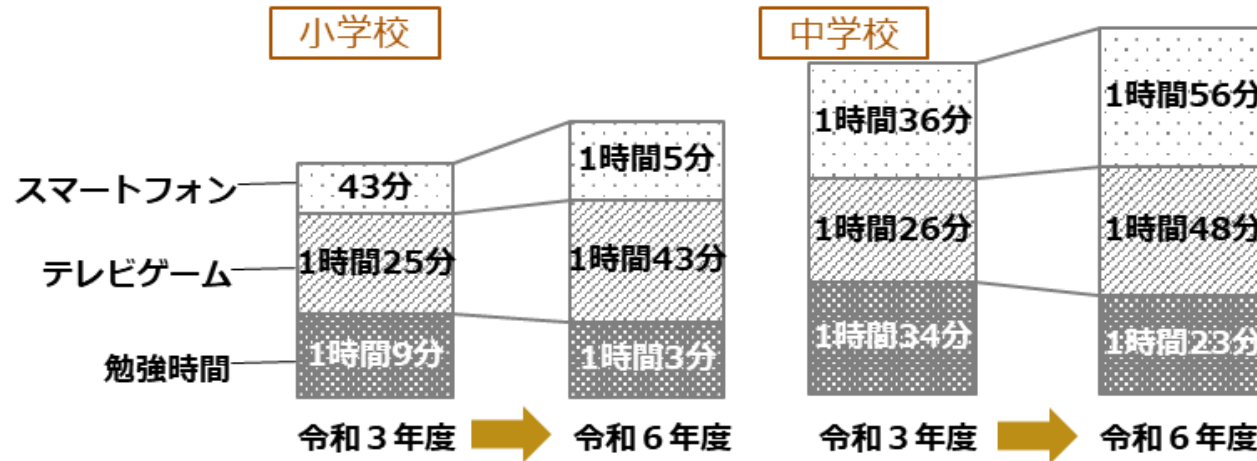 小学校
中学校
スマートフォン
43分
1時間5分
1時間36分
1時間56分
テレビゲーム
1時間25分
1時間43分
1時間26分
1時間48分
勉強時間
1時間9分
1時間3分
1時間34分
1時間23分
令和３年度
令和６年度
令和３年度
令和６年度